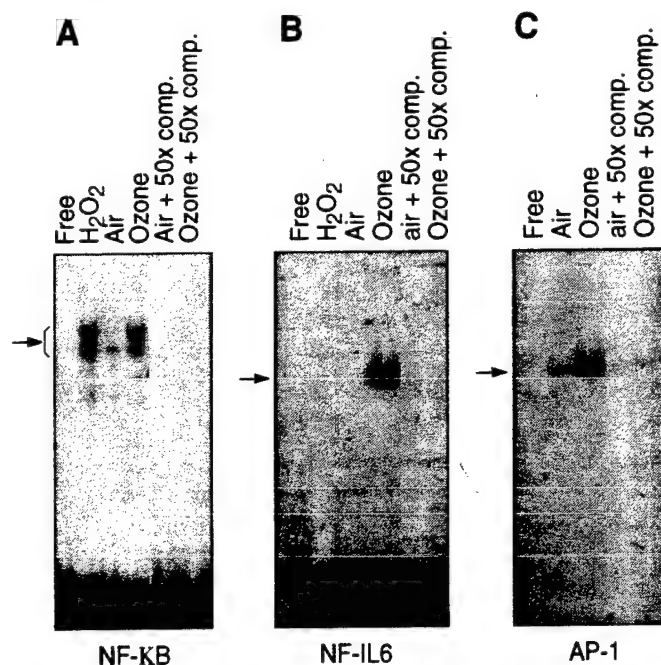 A
Free
H2O2
Air
Ozone
Air + 50x comp.
Ozone + 50x comp.
NF-KB
B
Free
H2O2
Air
Ozone
air + 50x comp.
Ozone + 50x comp.
NF-IL6
C
Free
Air
Ozone
air + 50x comp.
Ozone + 50x comp.
AP-1